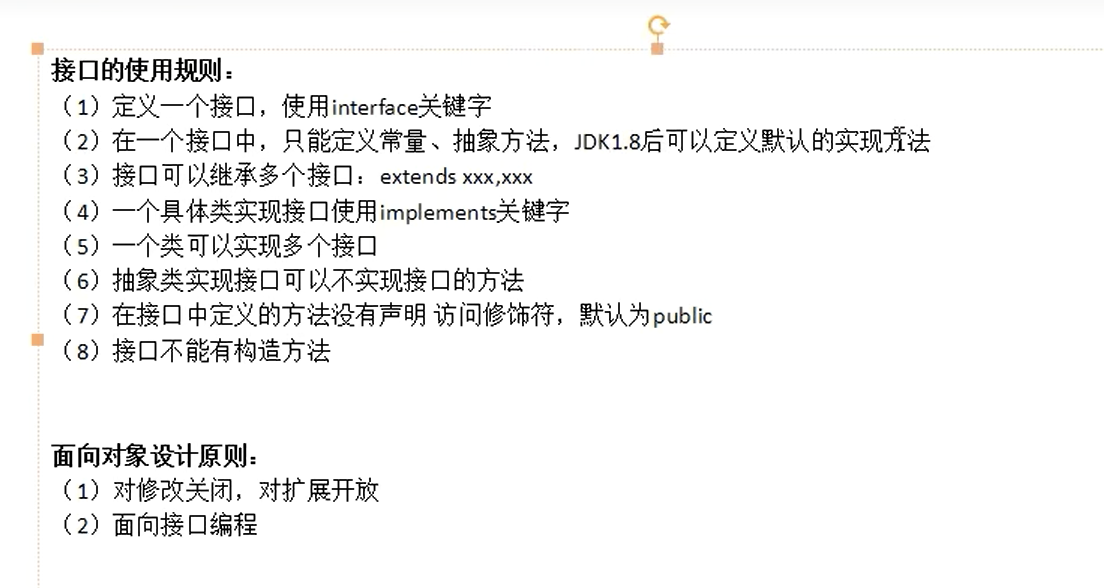 接口的使用规则：
（1）定义一个接口，使用interface关键字
（2）在一个接口中，只能定义常量、抽象方法，JDK1.8后可以定义默认的实现方法
（3）接口可以继承多个接口：extends xxx,xxx
（4）一个具体类实现接口使用implements关键字
（5）一个类可以实现多个接口
（6）抽象类实现接口可以不实现接口的方法
（7）在接口中定义的方法没有声明 访问修饰符，默认为public
（8）接口不能有构造方法
面向对象设计原则：
（1）对修改关闭，对扩展开放
（2）面向接口编程